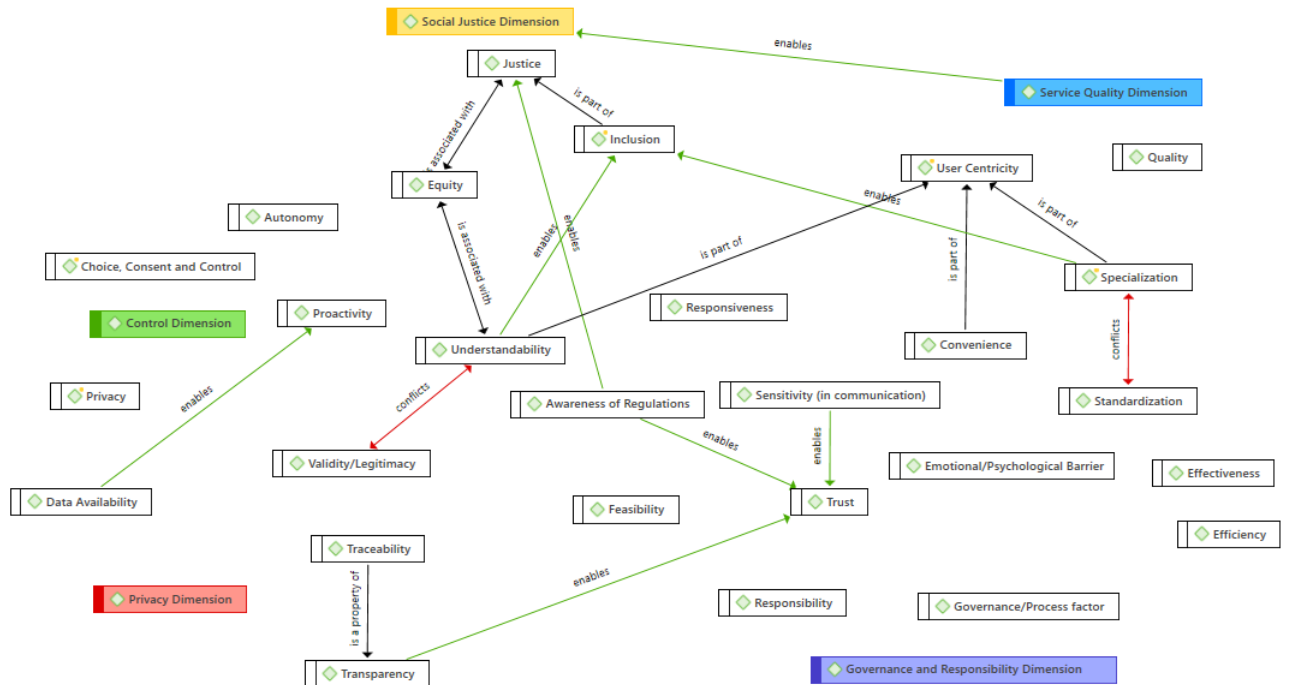 Social Justice Dimension
enables
Justice
Service Quality Dimension
is part of
is associated with
Inclusion
Quality
User Centricity
Equity
enables
Autonomy
is part of
enables
enables
is associated with
is part of
is part of
Choice, Consent and Control
Specialization
Responsiveness
Proactivity
Control Dimension
conflicts
Understandability
Convenience
conflicts
Privacy
enables
Awareness of Regulations
Sensitivity (in communication)
Standardization
enables
enables
Validity/Legitimacy
Emotional/Psychological Barrier
Effectiveness
Data Availability
Feasibility
Trust
Efficiency
Traceability
enables
is a property of
Privacy Dimension
Responsibility
Governance/Process factor
Transparency
Governance and Responsibility Dimension